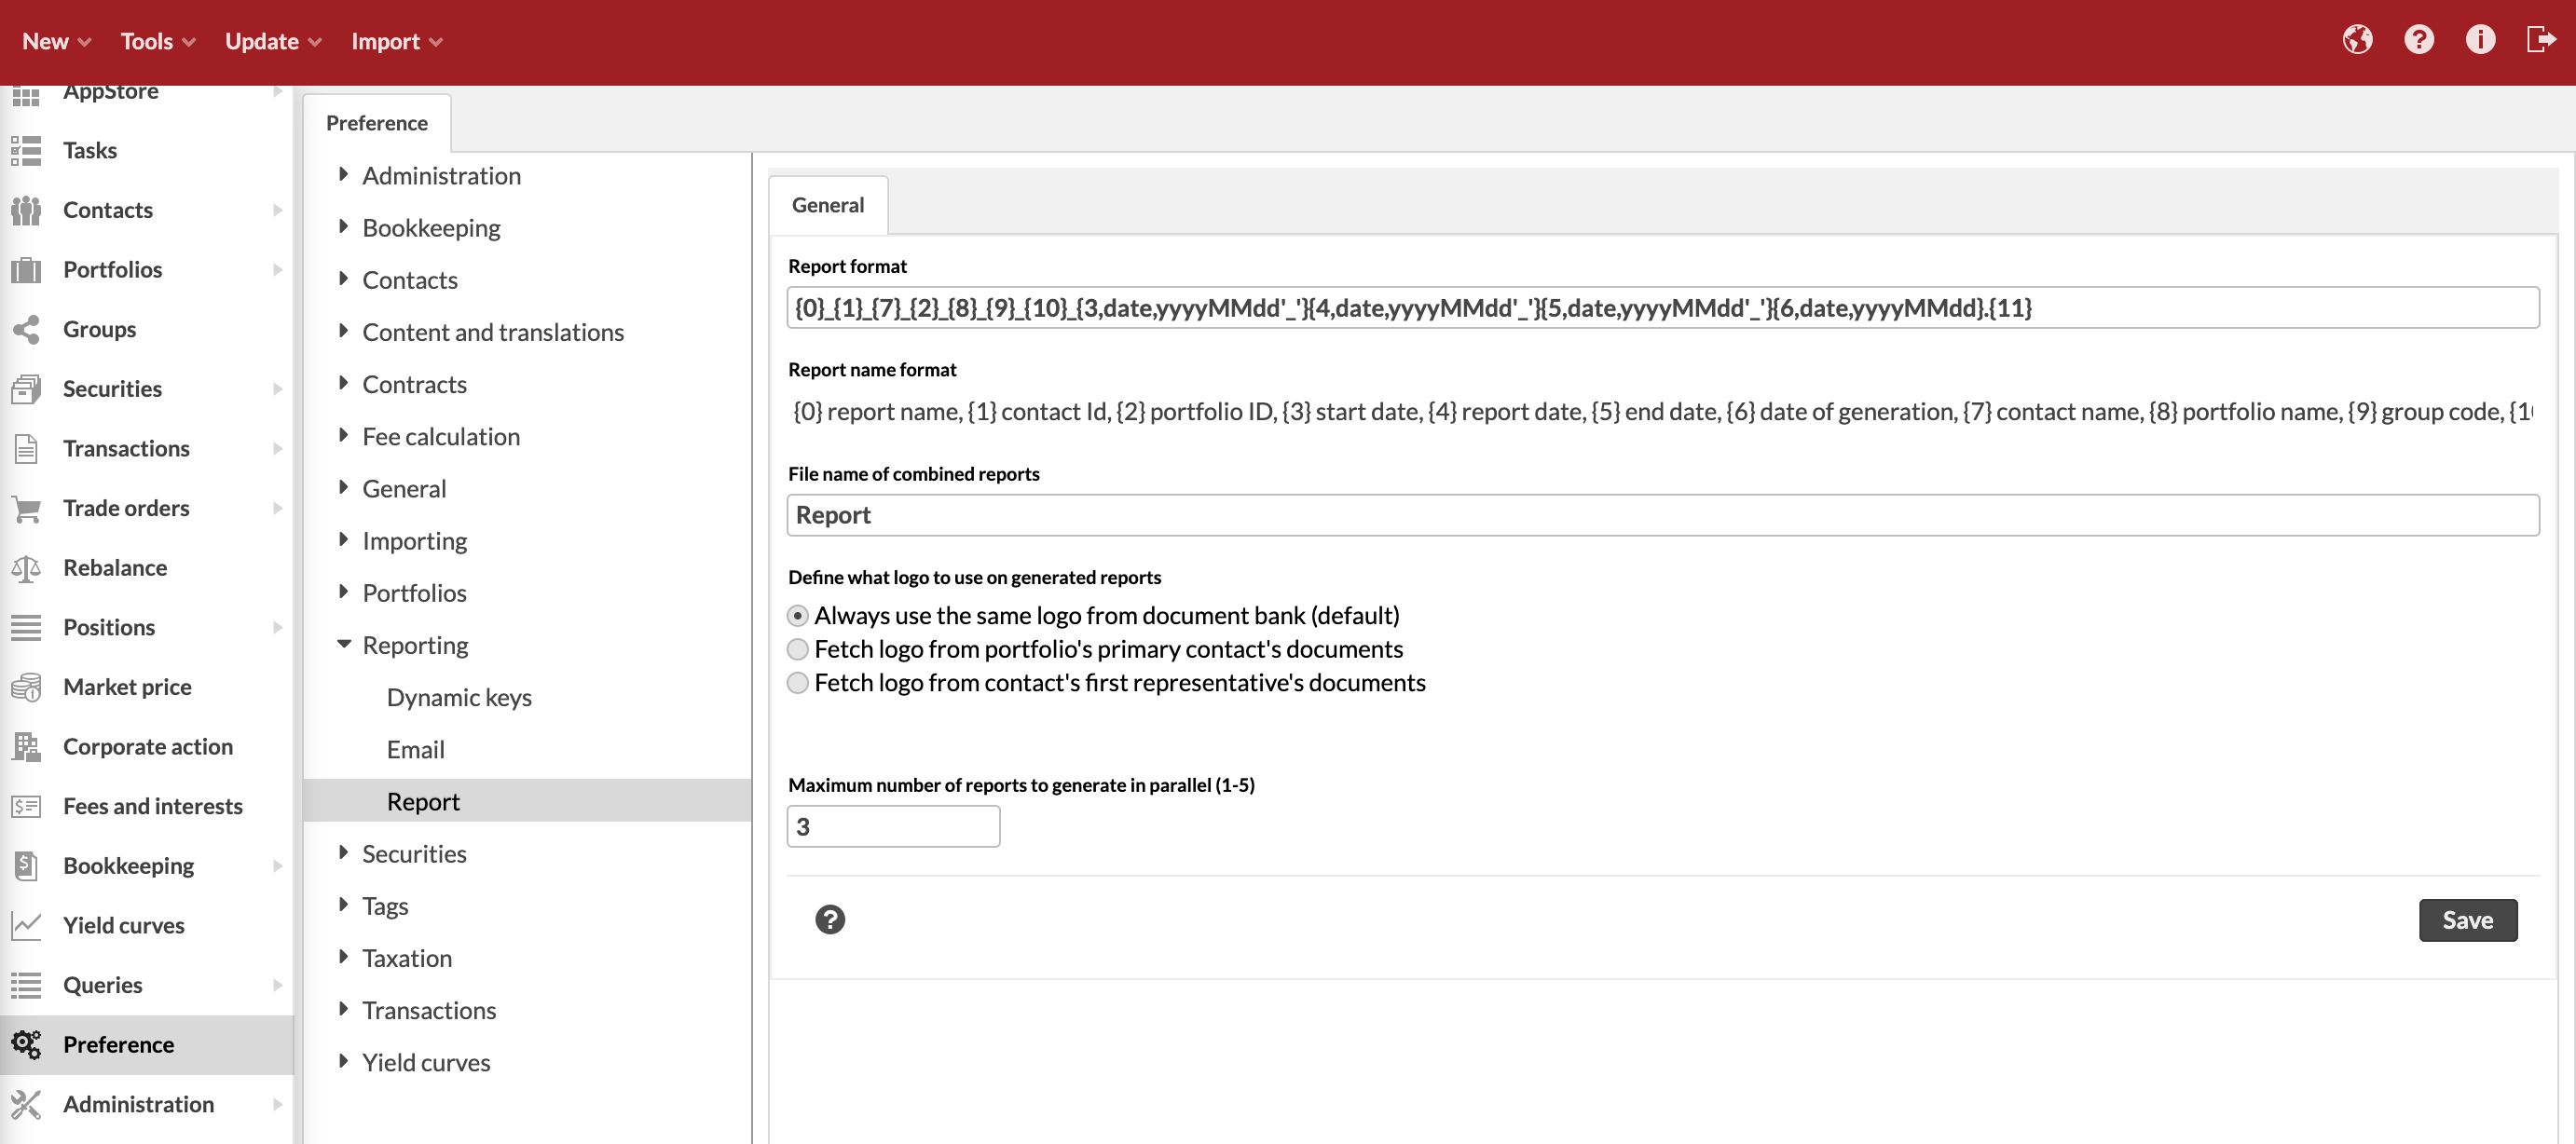 New Tools Update Import
AppStore
Tasks
Contacts
Portfolios
Groups
Securities
Transactions
Trade orders
Rebalance
Positions
Market price
Corporate action
Fees and interests
Bookkeeping
Yield curves
Queries
Preference
Administration
Preference
Administration
Bookkeeping
Contacts
Content and translations
Contracts
Fee calculation
General
Importing
Portfolios
Reporting
Dynamic keys
Email
Report
Securities
Tags
Taxation
Transactions
Yield curves
General
Report format
{0}_{1}_{7}_{2}_{8}_{9}_{10}_{3,date,yyyyMMdd'_'}{4,date,yyyyMMdd'_'}{5,date,yyyyMMdd'_'}{6,date,yyyyMMdd}.{11}
Report name format
{0} report name, {1} contact Id, {2} portfolio ID, {3} start date, {4} report date, {5} end date, {6} date of generation, {7} contact name, {8} portfolio name, {9} group code,
File name of combined reports
Report
Define what logo to use on generated reports
Always use the same logo from document bank (default)
Fetch logo from portfolio's primary contact's documents
Fetch logo from contact's first representative's documents
Maximum number of reports to generate in parallel (1-5)
3
Save